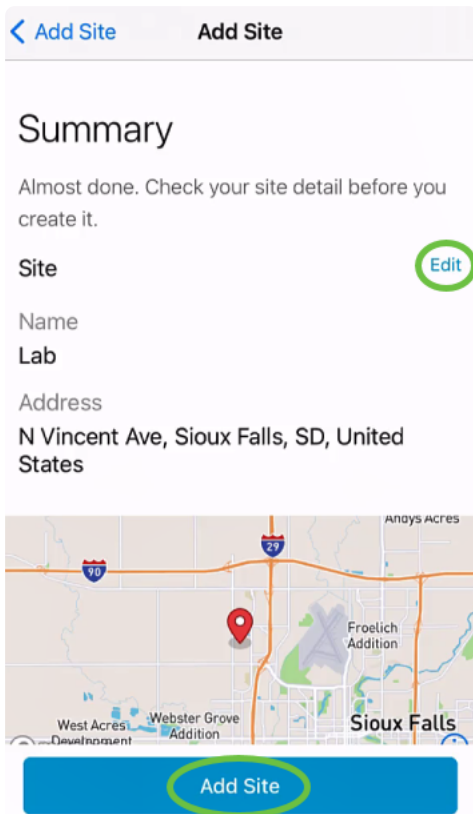 Add Site
Add Site
Summary
Almost done. Check your site detail before you
create it.
Site
Edit
Name
Lab
Address
N Vincent Ave, Sioux Falls, SD, United
States
Andys Acres
29
90
Froelich
Addition
West Acres
Development
Webster Grove
Addition
Sioux Falls
Add Site